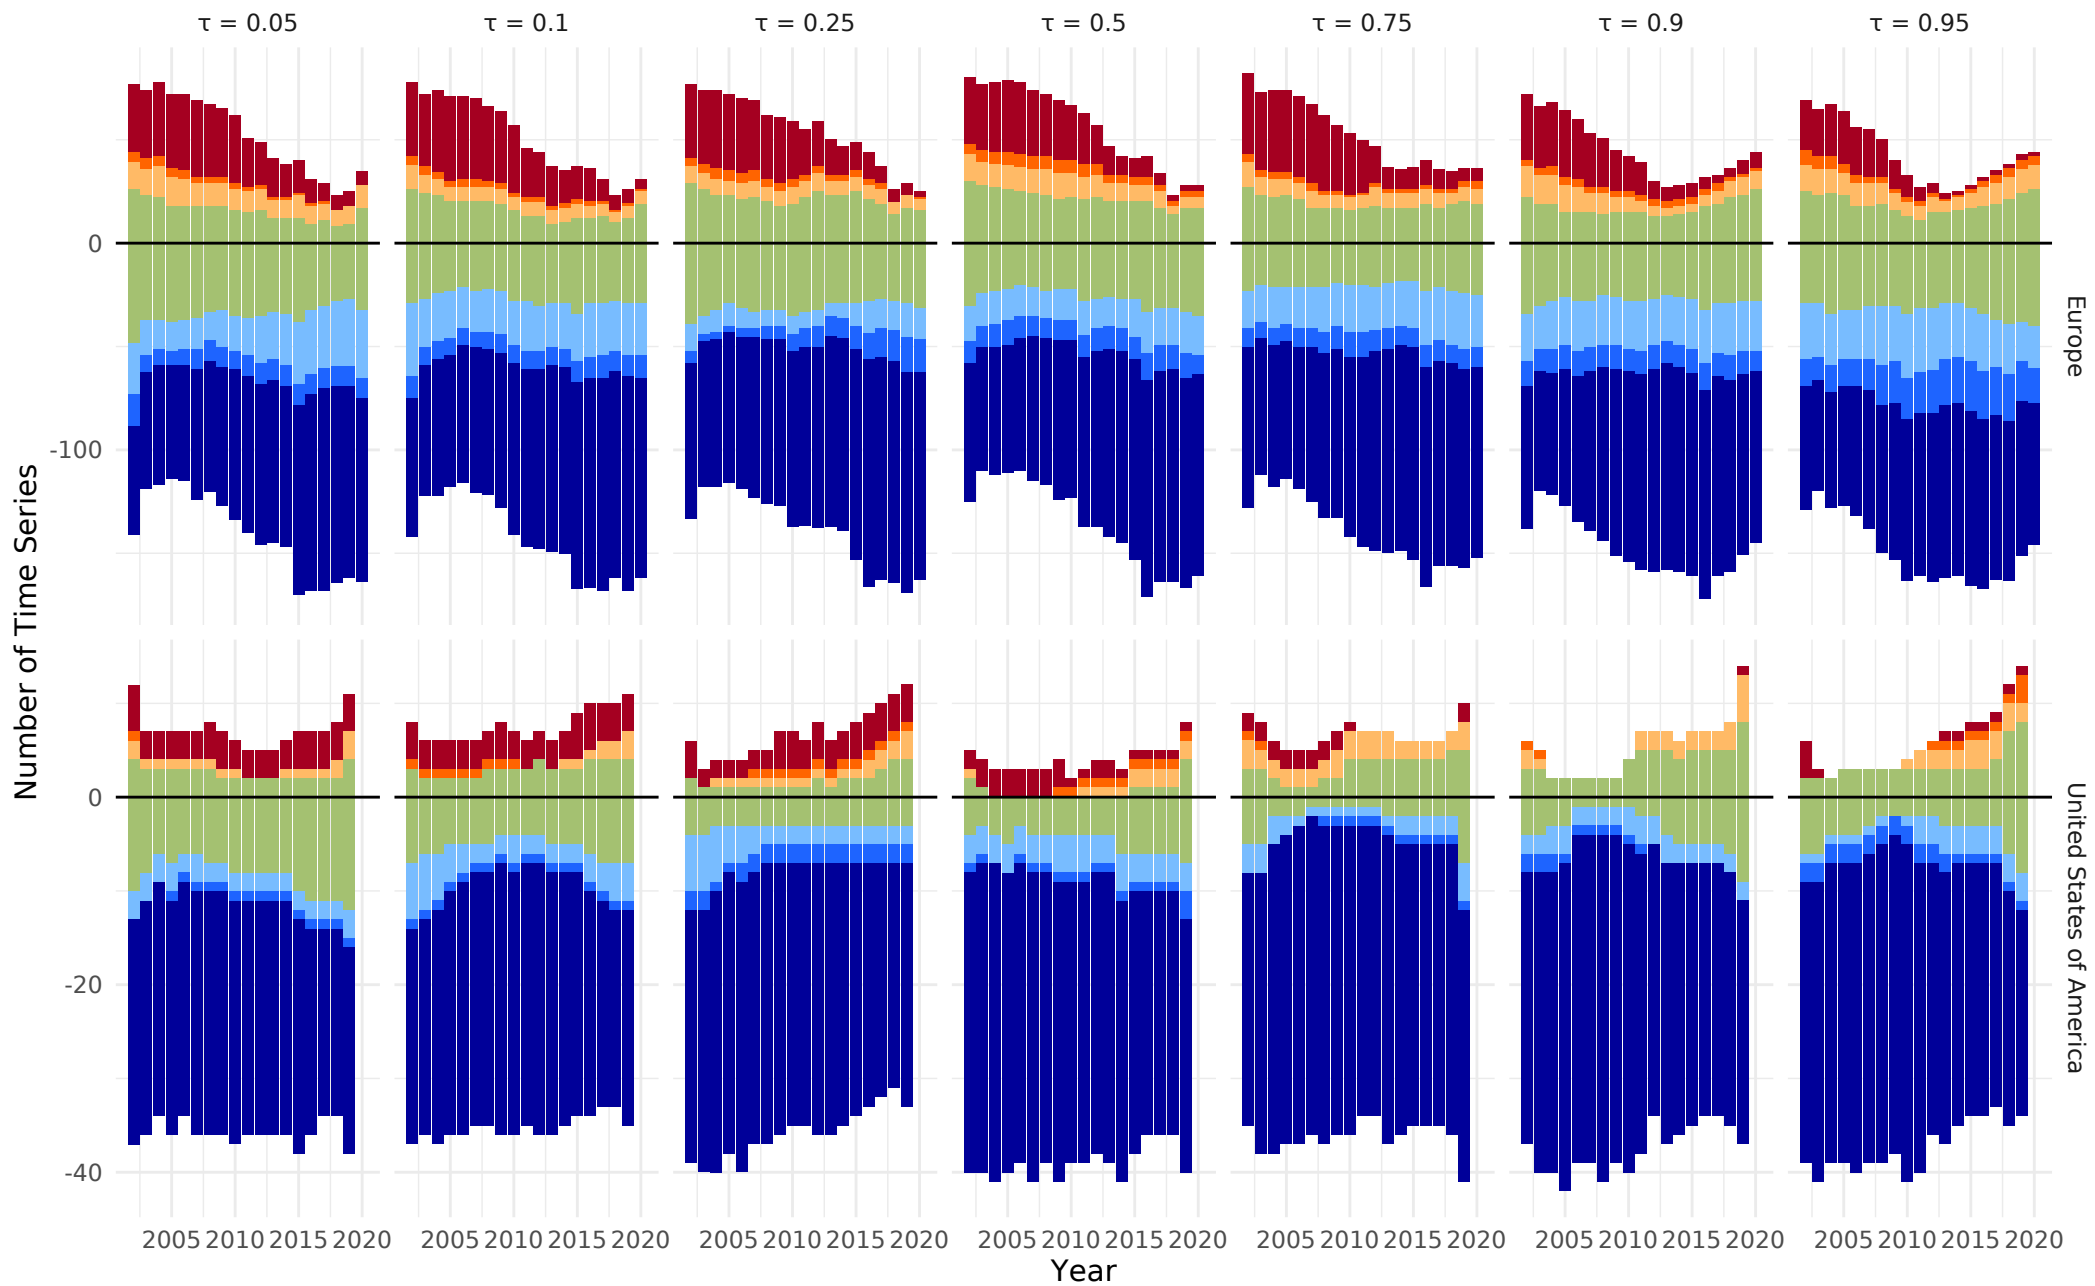 τ = 0.05 τ = 0.1 τ = 0.25 τ = 0.5 τ = 0.75 τ = 0.9 τ = 0.95
0
-100
Europe
Number of Time Series
0
-20
-40
United States of America
2005 2010 2015 2020 2005 2010 2015 2020 2005 2010 2015 2020 2005 2010 2015 2020 2005 2010 2015 2020 2005 2010 2015 2020 2005 2010 2015 2020
Year